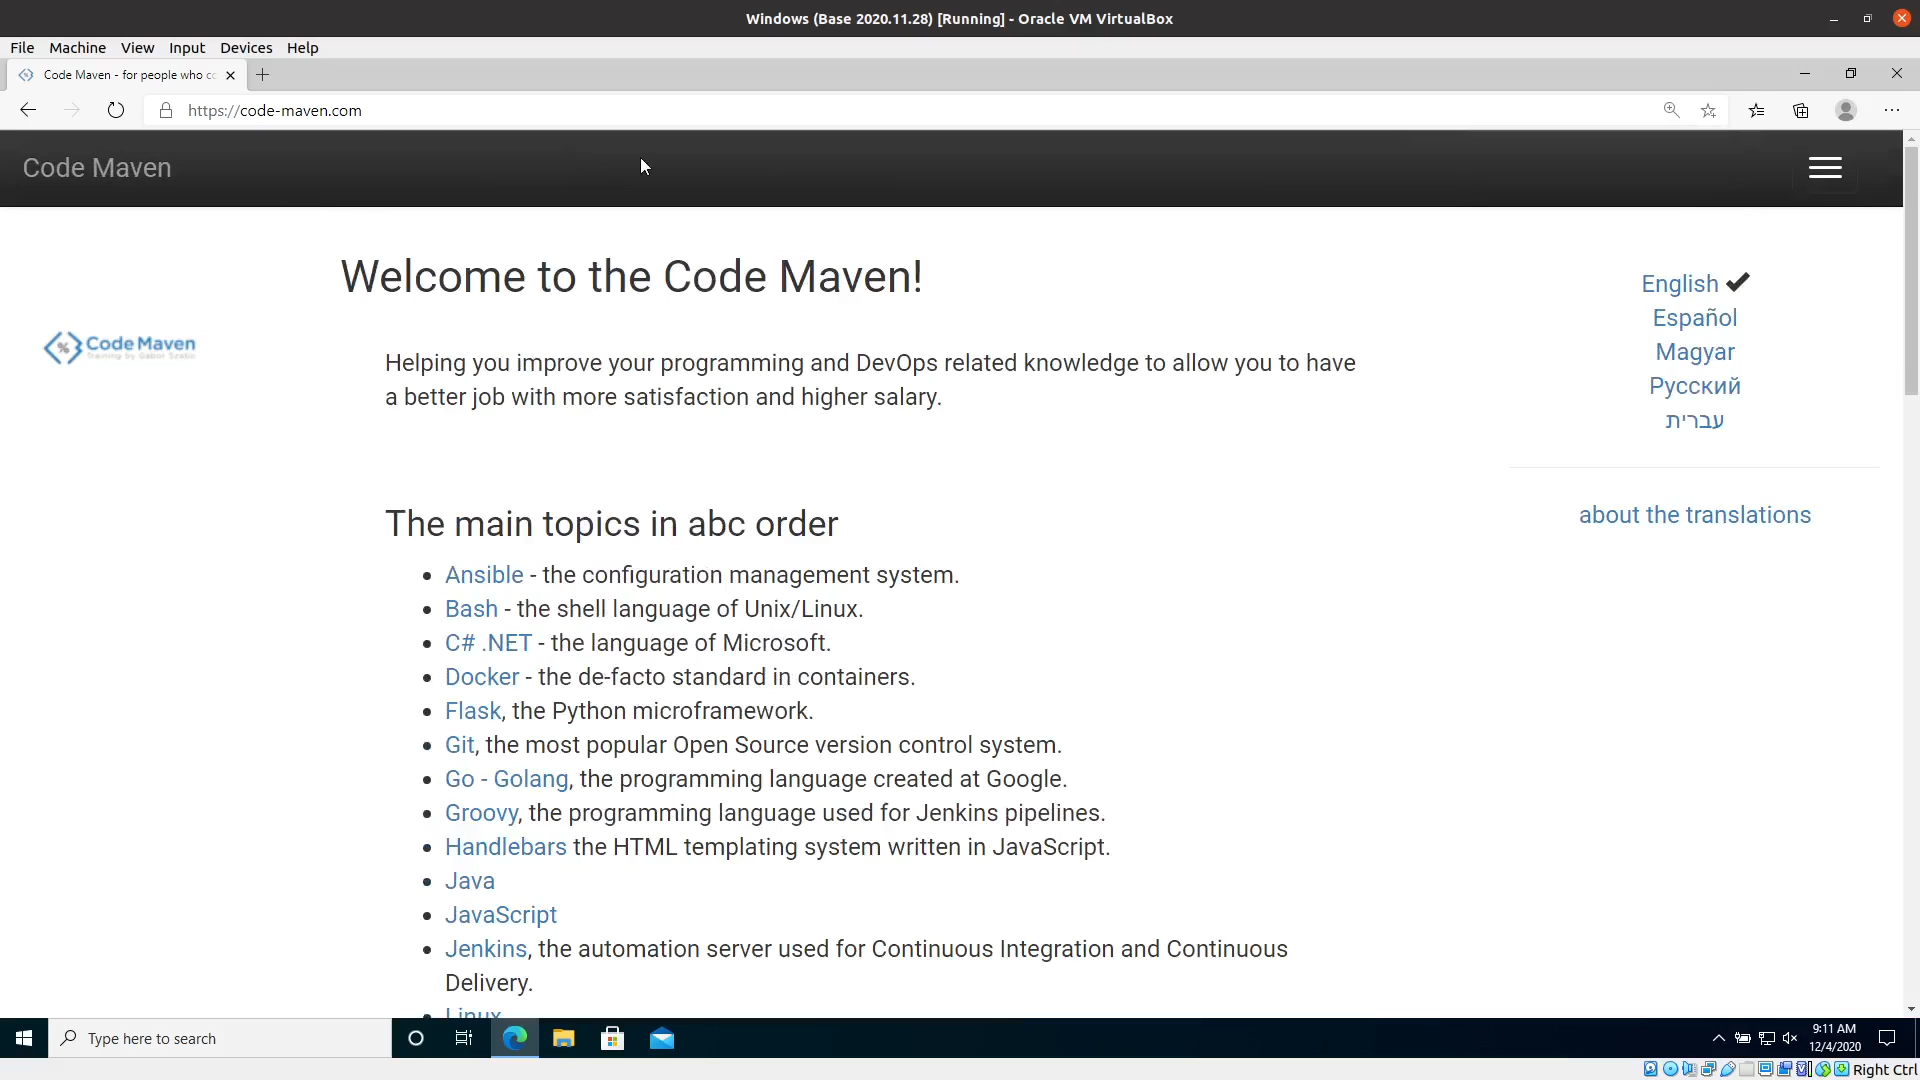 Windows (Base 2020.11.28) [Running] - Oracle VM VirtualBox
File Machine View Input Devices Help
Code Maven - for people who co
https://code-maven.com
Code Maven
Welcome to the Code Maven!
English
Español
Magyar
Русский
עברית
Code Maven
Training by Gabor Szabo
Helping you improve your programming and DevOps related knowledge to allow you to have
a better job with more satisfaction and higher salary.
about the translations
The main topics in abc order
Ansible - the configuration management system.
Bash - the shell language of Unix/Linux.
C# .NET - the language of Microsoft.
Docker - the de-facto standard in containers.
Flask, the Python microframework.
Git, the most popular Open Source version control system.
Go - Golang, the programming language created at Google.
Groovy, the programming language used for Jenkins pipelines.
Handlebars the HTML templating system written in JavaScript.
Java
JavaScript
Jenkins, the automation server used for Continuous Integration and Continuous
Delivery.
Linux
Type here to search
9:11 AM
12/4/2020
Right Ctrl